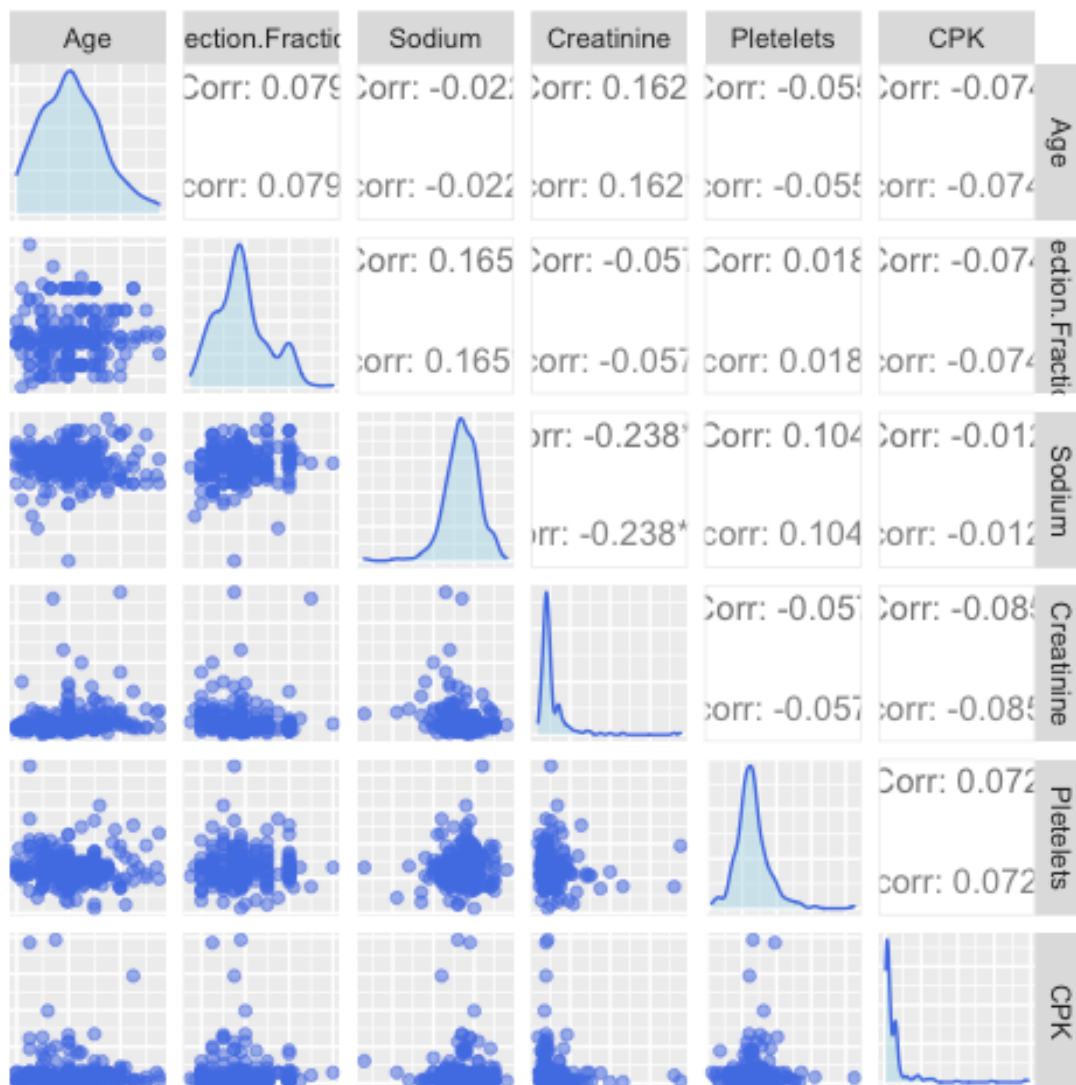 Age
ection.Fractio
Sodium
Creatinine
Pletelets
CPK
Corr: 0.079
corr: 0.079
Corr: -0.022
corr: -0.022
Corr: 0.162
corr: 0.162
Corr: -0.055
corr: -0.055
Corr: -0.074
corr: -0.074
Age
Corr: 0.165
corr: 0.165
Corr: -0.057
corr: -0.057
Corr: 0.018
corr: 0.018
Corr: -0.074
corr: -0.074
ection.Fractio
orr: -0.238*
orr: -0.238*
Corr: 0.104
corr: 0.104
Corr: -0.012
corr: -0.012
Sodium
Corr: -0.057
corr: -0.057
Corr: -0.085
corr: -0.085
Creatinine
Corr: 0.072
corr: 0.072
Pletelets
CPK